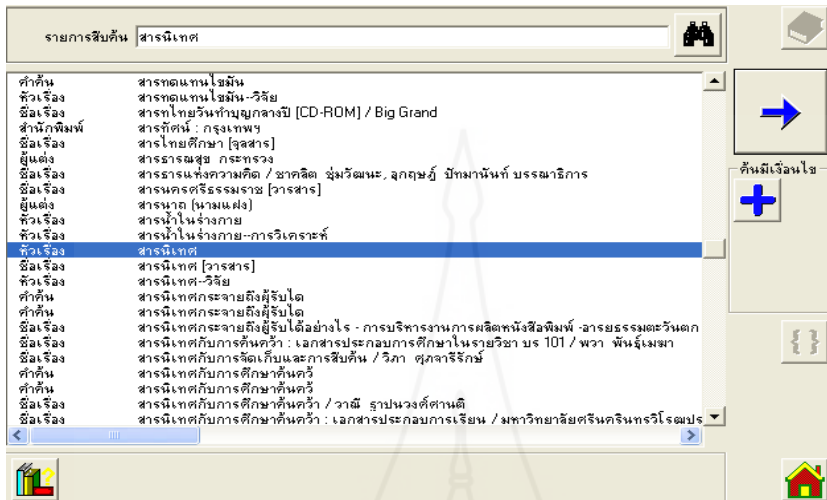 รายการสืบค้น สารนิเทศ
คำค้น สารทดแทนไขมัน
หัวเรื่อง สารทดแทนไขมัน--วิจัย
ชื่อเรื่อง สารทไทยวันทำบุญกลางปี [CD-ROM] / Big Grand
สำนักพิมพ์ สารทัศน์ : กรุงเทพฯ
ชื่อเรื่อง สารไทยศึกษา [จุลสาร]
ผู้แต่ง สารธารณสุข กระทรวง
ชื่อเรื่อง สารธารแห่งความคิด / ชาคลิต ชุ่มวัฒนะ, ฉกฤษฎ์ ปัทมานันท์ บรรณาธิการ
ชื่อเรื่อง สารนครศรีธรรมราช [วารสาร]
ผู้แต่ง สารนาถ (นามแฝง)
หัวเรื่อง สารน้ำในร่างกาย
หัวเรื่อง สารน้ำในร่างกาย--การวิเคราะห์
หัวเรื่อง สารนิเทศ
ชื่อเรื่อง สารนิเทศ [วารสาร]
หัวเรื่อง สารนิเทศ--วิจัย
คำค้น สารนิเทศกระจายถึงผู้รับได
คำค้น สารนิเทศกระจายถึงผู้รับได
ชื่อเรื่อง สารนิเทศกระจายถึงผู้รับได้อย่างไร - การบริหารงานการผลิตหนังสือพิมพ์ -อารยธรรมตะวันตก
ชื่อเรื่อง สารนิเทศกับการค้นคว้า : เอกสารประกอบการศึกษาในรายวิชา บร 101 / พวา พันธุ์เมฆา
ชื่อเรื่อง สารนิเทศกับการจัดเก็บและการสืบค้น / วิภา ศุภจารีรักษ์
คำค้น สารนิเทศกับการศึกษาค้นคว้
คำค้น สารนิเทศกับการศึกษาค้นคว้
ชื่อเรื่อง สารนิเทศกับการศึกษาค้นคว้า / วาณี ฐาปนวงศ์ศานติ
ชื่อเรื่อง สารนิเทศกับการศึกษาค้นคว้า : เอกสารประกอบการเรียน / มหาวิทยาลัยศรีนครินทรวิโรฒประ
ค้นมีเงื่อนไข